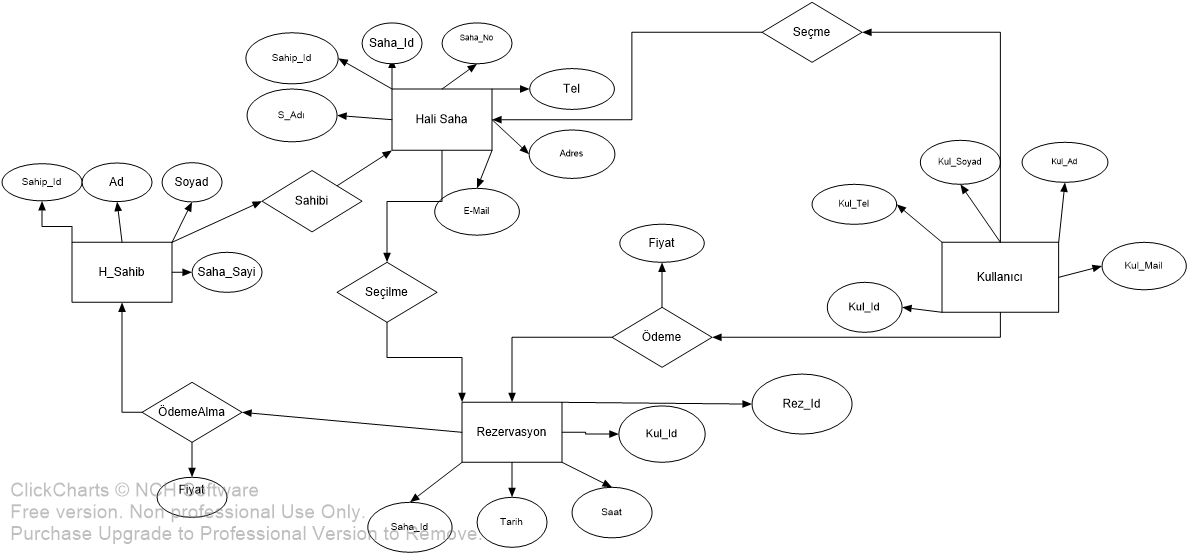 Seçme
Saha_Id
Saha_No
Sahip_Id
Tel
S_Adı
Hali Saha
Adres
Kul_Soyad
Kul_Ad
Sahip_Id
Ad
Soyad
Sahibi
E-Mail
Kul_Tel
Fiyat
H_Sahib
Saha_Sayi
Kul_Mail
Kullanıcı
Seçilme
Kul_Id
Ödeme
Rez_Id
ÖdemeAlma
Rezervasyon
Kul_Id
Fiyat
Saha_Id
Tarih
Saat
ClickCharts © NCH Software
Free version. Non professional Use Only.
Purchase Upgrade to Professional Version to Remove.